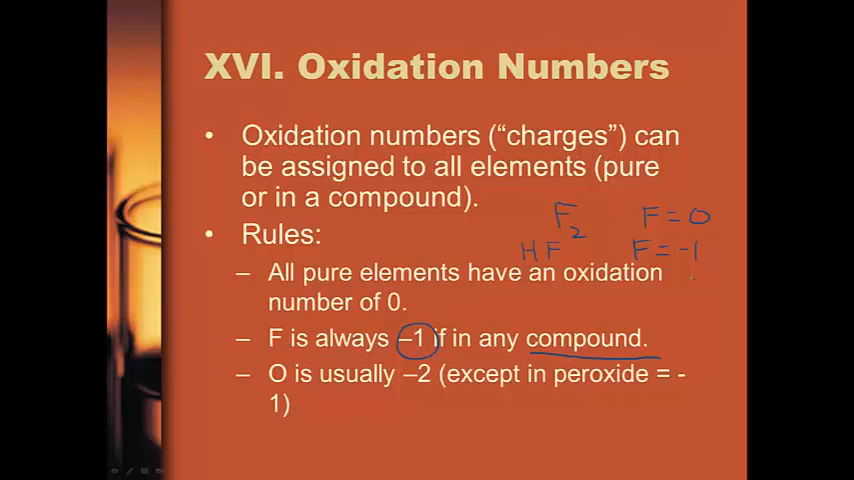 XVI. Oxidation Numbers
• Oxidation numbers (“charges”) can
be assigned to all elements (pure
or in a compound).
F2 F = 0
• Rules:
HF F = -1
– All pure elements have an oxidation
number of 0.
– F is always –1 if in any compound.
– O is usually –2 (except in peroxide = -
1)